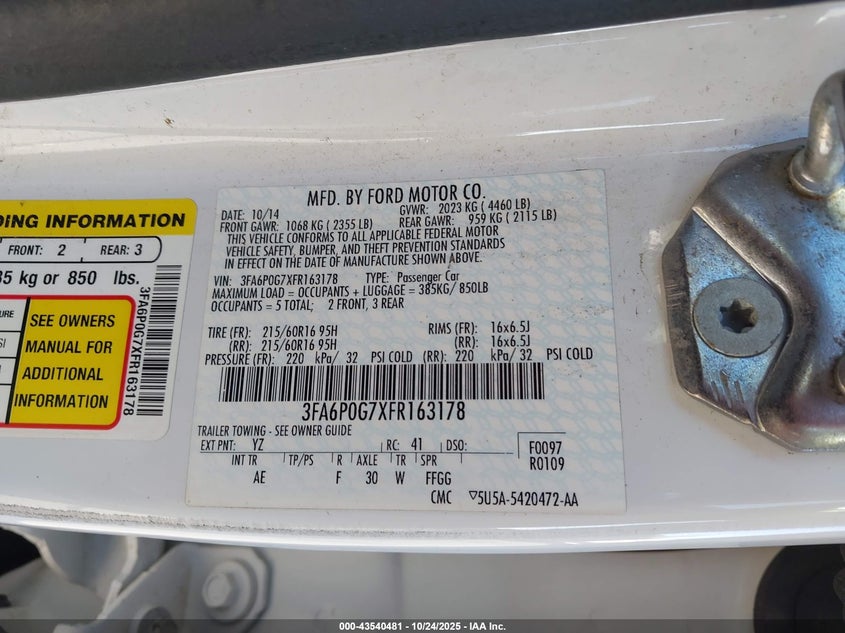 DING INFORMATION
FRONT: 2
REAR: 3
85 kg or 850 lbs.
SEE OWNERS
MANUAL FOR
ADDITIONAL
INFORMATION
3FA6P0G7XFR163178
MFD. BY FORD MOTOR CO.
DATE: 10/14 GVWR: 2023 KG ( 4460 LB)
FRONT GAWR: 1068 KG ( 2355 LB) REAR GAWR: 959 KG ( 2115 LB)
THIS VEHICLE CONFORMS TO ALL APPLICABLE FEDERAL MOTOR
VEHICLE SAFETY, BUMPER, AND THEFT PREVENTION STANDARDS
IN EFFECT ON THE DATE OF MANUFACTURE SHOWN ABOVE.
VIN: 3FA6P0G7XFR163178 TYPE: Passenger Car
MAXIMUM LOAD = OCCUPANTS + LUGGAGE = 385KG/ 850LB
OCCUPANTS = 5 TOTAL; 2 FRONT, 3 REAR
TIRE (FR): 215/60R16 95H RIMS (FR): 16x6.5J
(RR): 215/60R16 95H (RR): 16x6.5J
PRESSURE (FR): 220 kPa/ 32 PSI COLD (RR): 220 kPa/ 32 PSI COLD
3FA6P0G7XFR163178
TRAILER TOWING - SEE OWNER GUIDE
EXT PNT: YZ RC: 41 DSO:
F0097
R0109
INT TR TP/PS R AXLE TR SPR
AE F 30 W FFGG
CMC ▽5U5A-5420472-AA
000-43540481 - 10/24/2025 - IAA Inc.